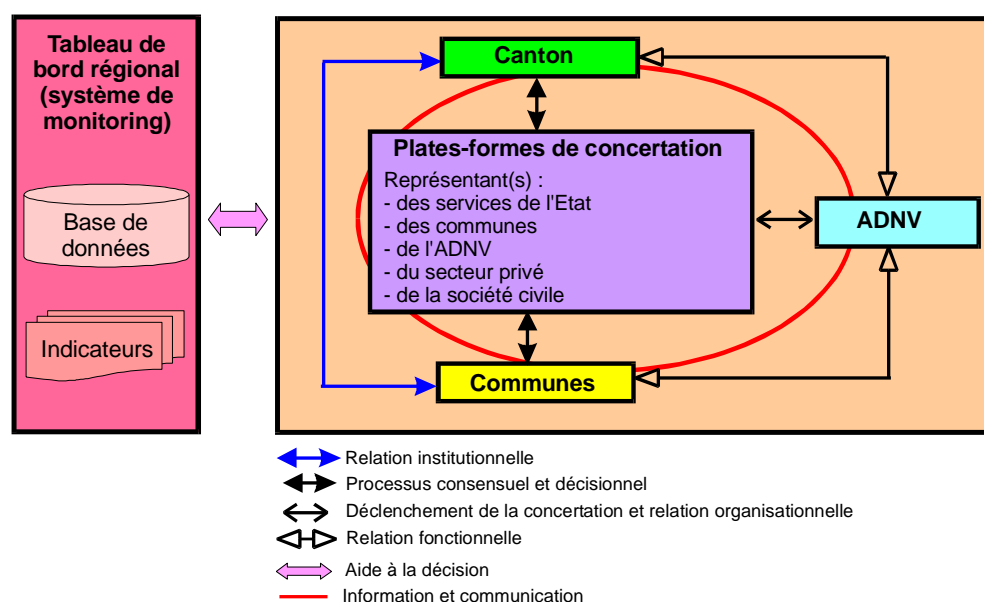 Tableau de
bord régional
(système de
monitoring)
Base de
données
Indicateurs
Canton
Plates-formes de concertation
Représentant(s) :
- des services de l'Etat
- des communes
- de l'ADNV
- du secteur privé
- de la société civile
ADNV
Communes
Relation institutionnelle
Processus consensuel et décisionnel
Déclenchement de la concertation et relation organisationnelle
Relation fonctionnelle
Aide à la décision
Information et communication